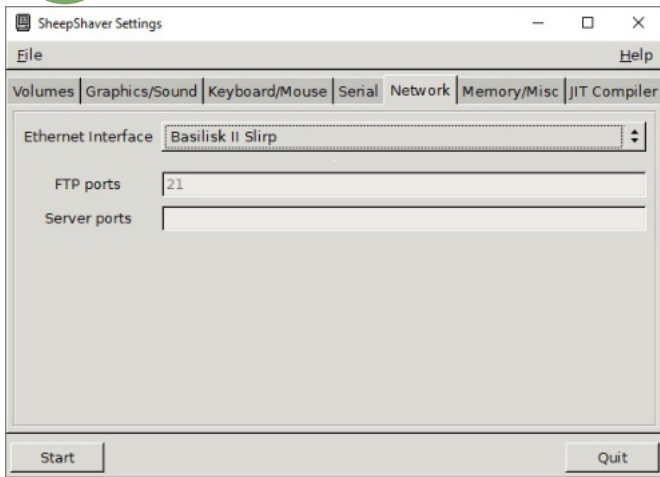 SheepShaver Settings
File Help
Volumes Graphics/Sound Keyboard/Mouse Serial Network Memory/Misc JIT Compiler
Ethernet Interface Basilisk II Slirp
FTP ports 21
Server ports
Start Quit